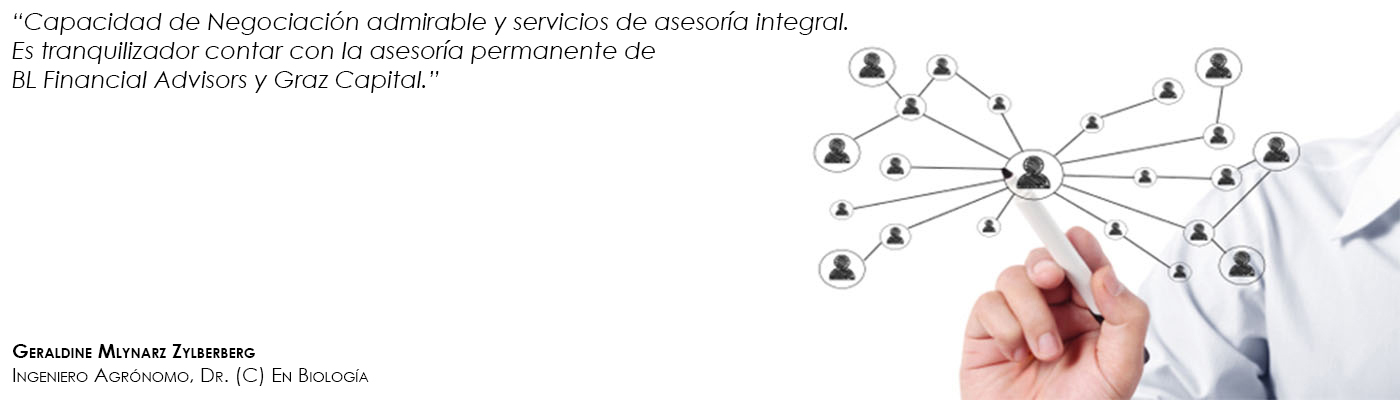 “Capacidad de Negociación admirable y servicios de asesoría integral.
Es tranquilizador contar con la asesoría permanente de
BL Financial Advisors y Graz Capital.”
Geraldine Mlynarz Zylberberg
Ingeniero Agrónomo, Dr. (C) En Biología